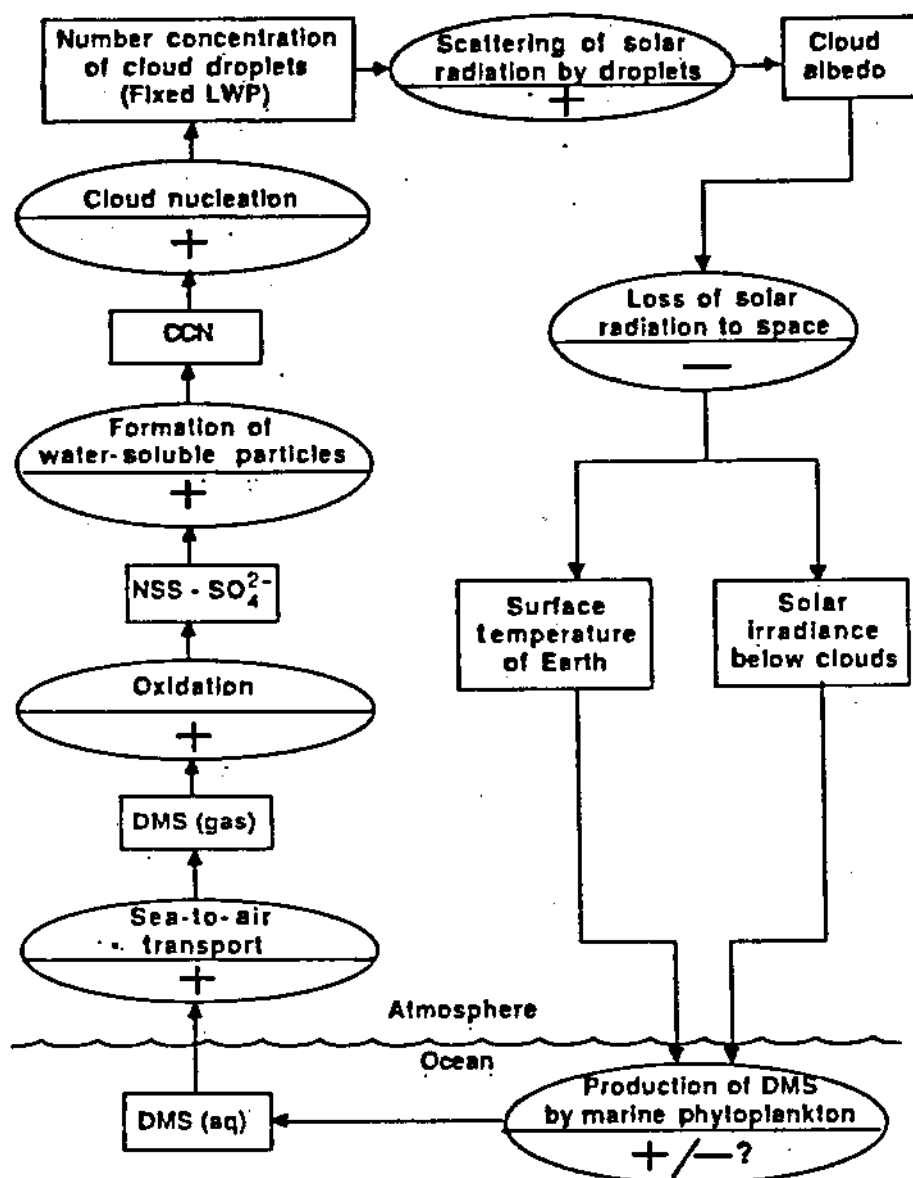 Number concentration
of cloud droplets
(Fixed LWP)
Scattering of solar
radiation by droplets
+
Cloud
albedo
Cloud nucleation
+
Loss of solar
radiation to space
—
CCN
Formation of
water-soluble particles
+
NSS - SO₄²⁻
Surface
temperature
of Earth
Solar
irradiance
below clouds
Oxidation
+
DMS (gas)
Sea-to-air
transport
+
Atmosphere
Ocean
DMS (aq)
Production of DMS
by marine phytoplankton
+/—?